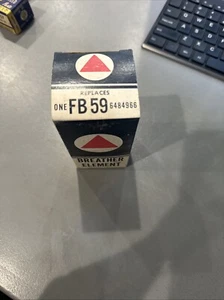 REPLACES
ONE FB59 6484966
BREATHER
ELEMENT